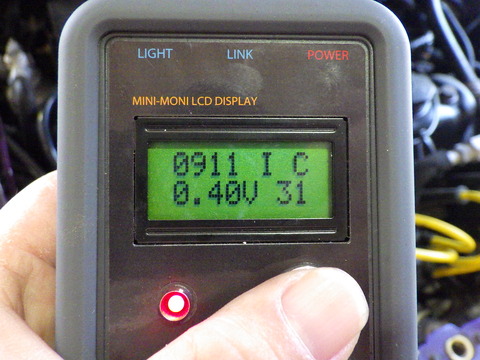 LIGHT LINK POWER
MINI-MONI LCD DISPLAY
0911 I C
0.40V 31